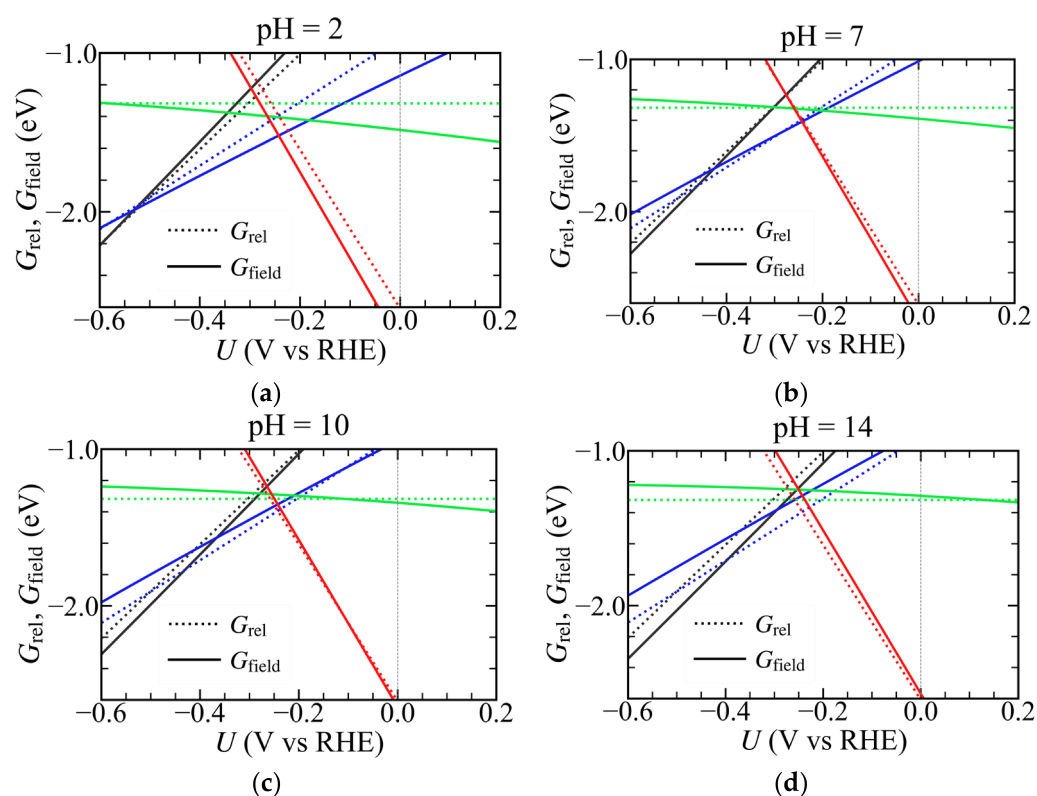 pH = 2
−1.0
−2.0
G_rel, G_field (eV)
G_rel
G_field
−0.6 −0.4 −0.2 0.0 0.2
U (V vs RHE)
(a)
pH = 7
−1.0
−2.0
G_rel, G_field (eV)
G_rel
G_field
−0.6 −0.4 −0.2 0.0 0.2
U (V vs RHE)
(b)
pH = 10
−1.0
−2.0
G_rel, G_field (eV)
G_rel
G_field
−0.6 −0.4 −0.2 0.0 0.2
U (V vs RHE)
(c)
pH = 14
−1.0
−2.0
G_rel, G_field (eV)
G_rel
G_field
−0.6 −0.4 −0.2 0.0 0.2
U (V vs RHE)
(d)